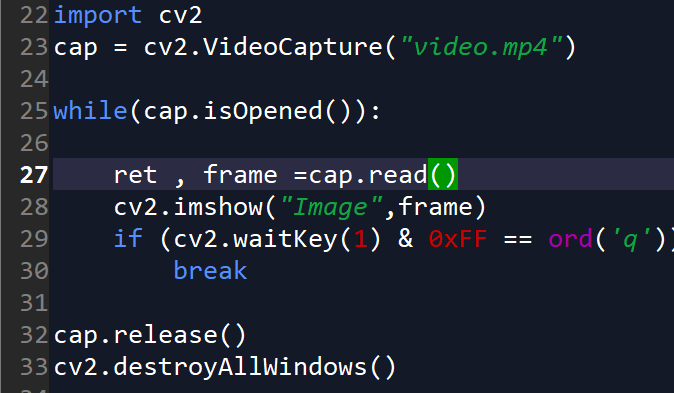 22 import cv2
23 cap = cv2.VideoCapture("video.mp4")
24
25 while(cap.isOpened()):
26
27     ret , frame =cap.read()
28     cv2.imshow("Image",frame)
29     if (cv2.waitKey(1) & 0xFF == ord('q'))
30         break
31
32 cap.release()
33 cv2.destroyAllWindows()